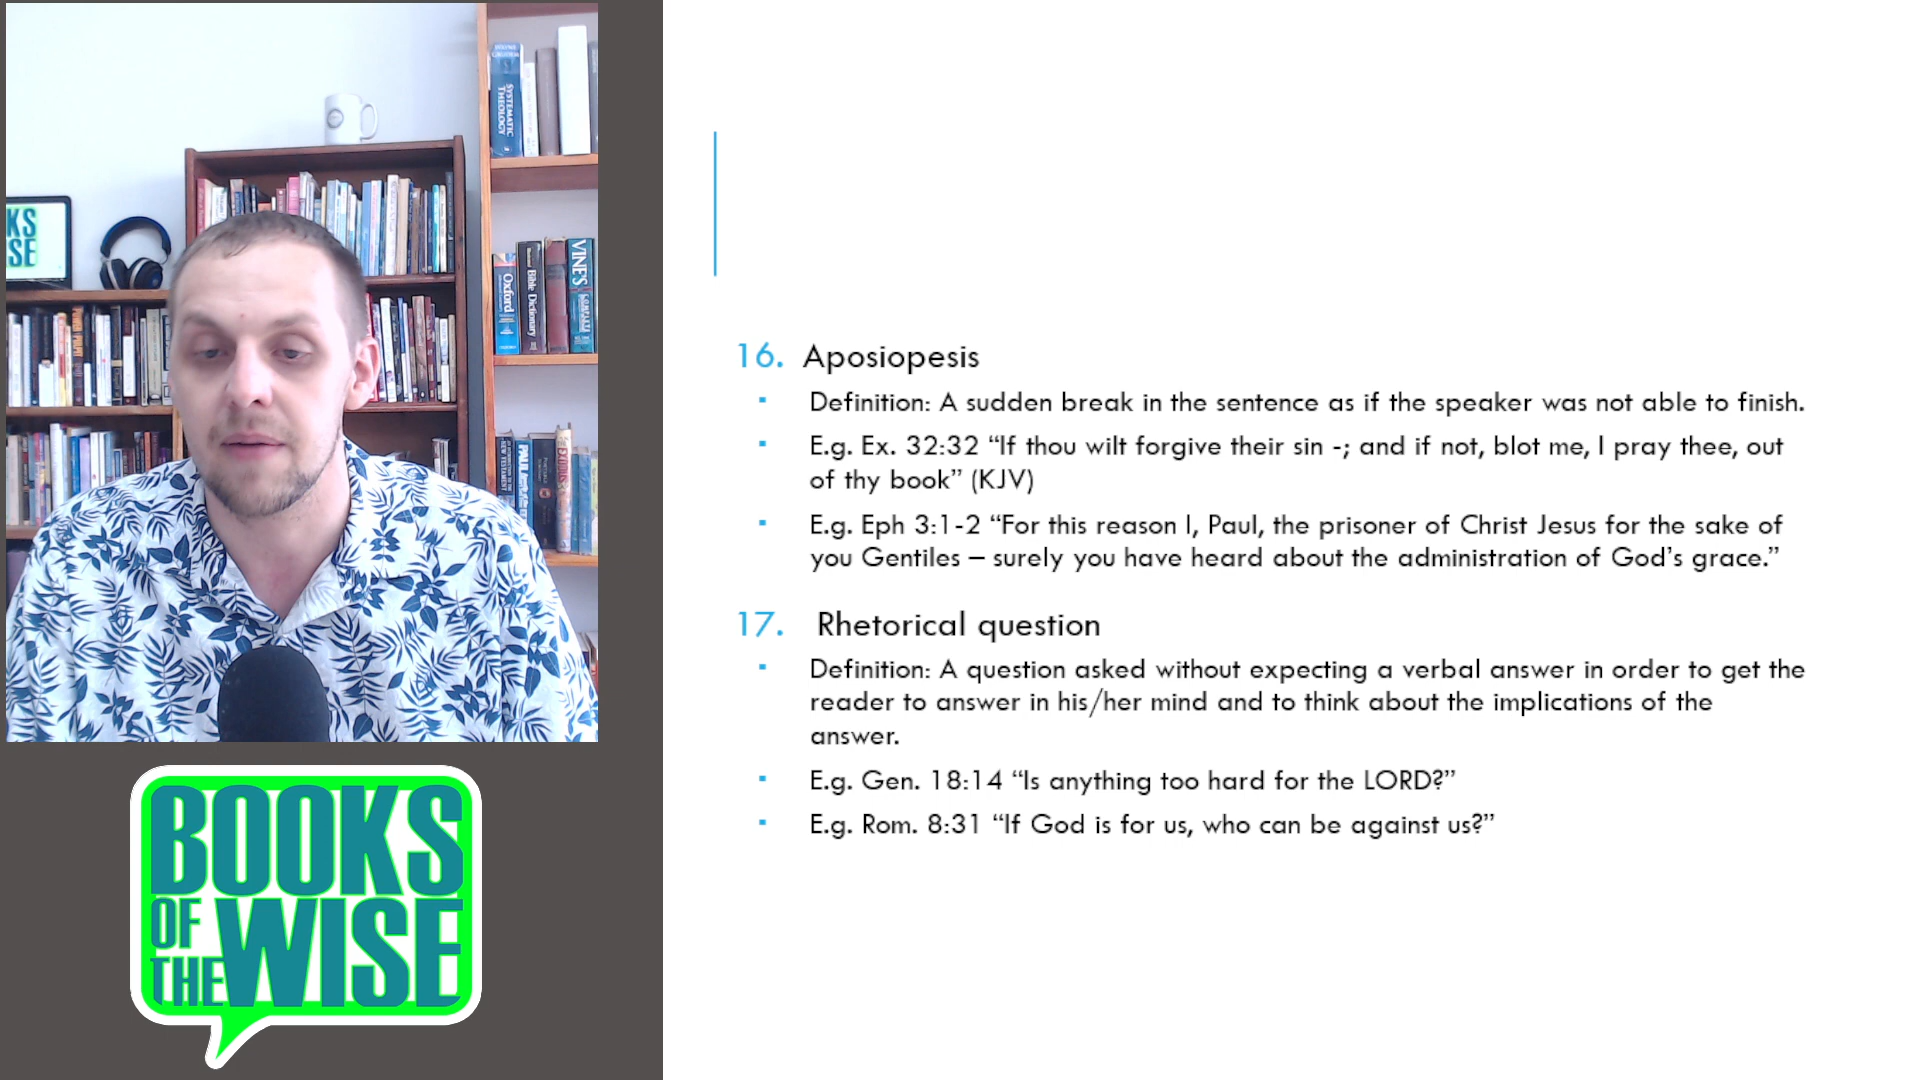 KS
SE
SYSTEMATIC THEOLOGY
Oxford
Bible Dictionary
VINE'S
EXODUS
BOOKS
OF
THE WISE
16. Aposiopesis
Definition: A sudden break in the sentence as if the speaker was not able to finish.
E.g. Ex. 32:32 “If thou wilt forgive their sin -; and if not, blot me, I pray thee, out
of thy book” (KJV)
E.g. Eph 3:1-2 “For this reason I, Paul, the prisoner of Christ Jesus for the sake of
you Gentiles – surely you have heard about the administration of God’s grace.”
17. Rhetorical question
Definition: A question asked without expecting a verbal answer in order to get the
reader to answer in his/her mind and to think about the implications of the
answer.
E.g. Gen. 18:14 “Is anything too hard for the LORD?”
E.g. Rom. 8:31 “If God is for us, who can be against us?”